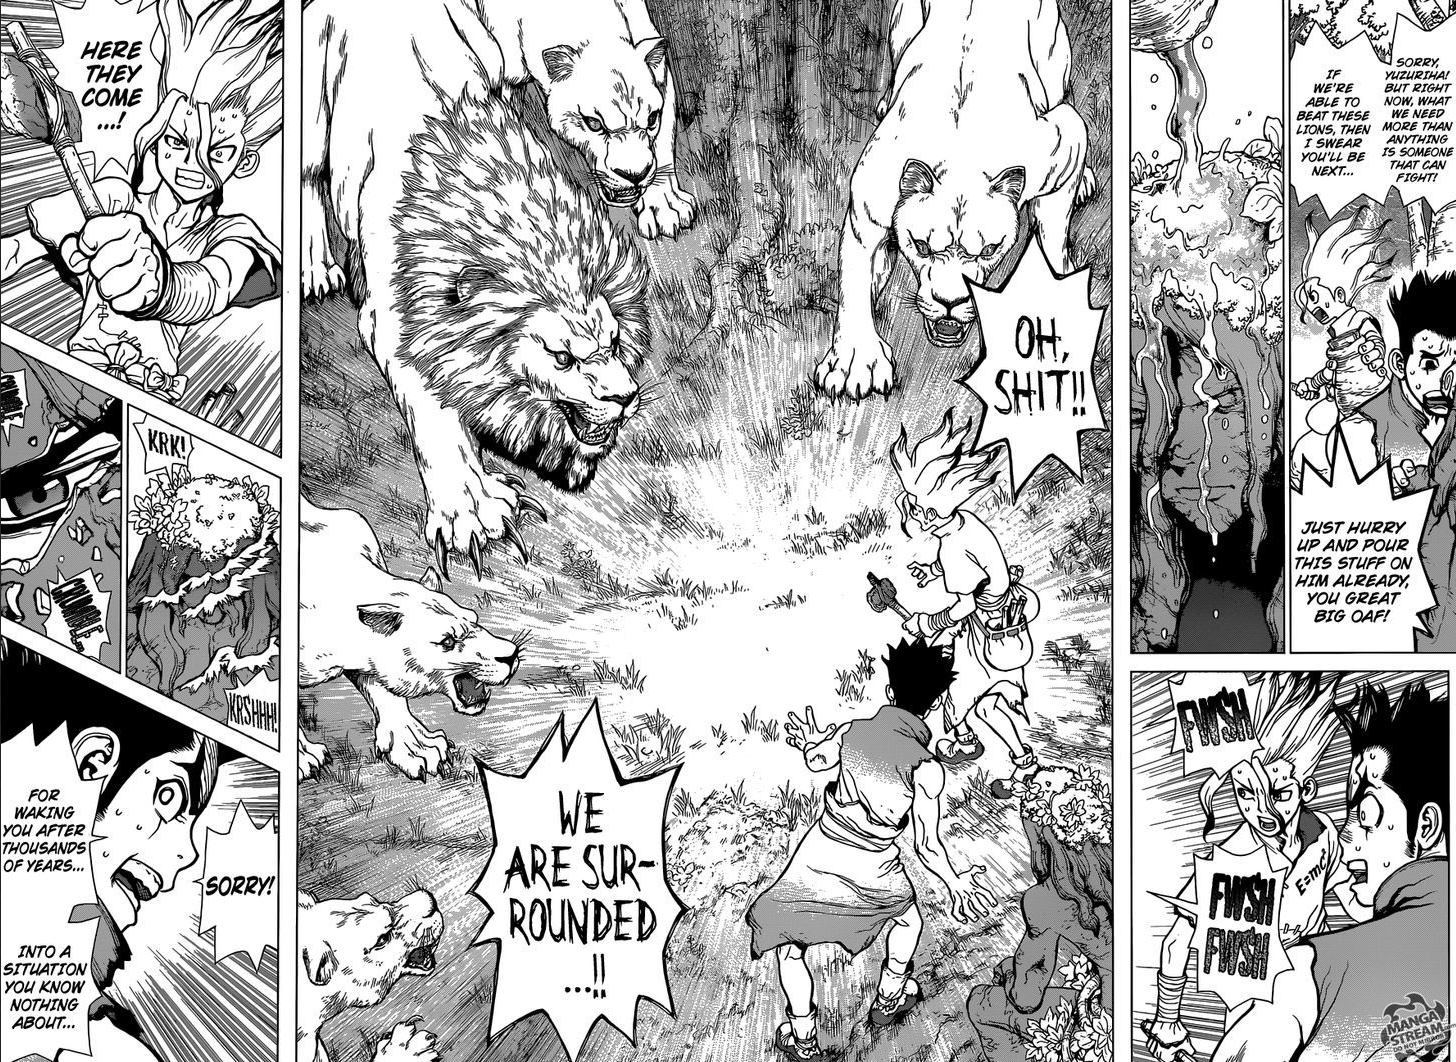 SORRY,
YUZURIHA!
BUT RIGHT
NOW, WHAT
WE NEED
MORE THAN
ANYTHING
IS SOMEONE
THAT CAN
FIGHT!
IF
WE'RE
ABLE TO
BEAT THESE
LIONS, THEN
I SWEAR
YOU'LL BE
NEXT...
JUST HURRY
UP AND POUR
THIS STUFF ON
HIM ALREADY,
YOU GREAT
BIG OAF!
FWSH
E=mc²
FWSH
FWSH
OH,
SHIT!!
WE
ARE SUR-
ROUNDED
...!!
HERE
THEY
COME
...!
KRK!
KRSHHH!
CRUMBLE
CRUMBLE...
SORRY!
FOR
WAKING
YOU AFTER
THOUSANDS
OF YEARS...
INTO A
SITUATION
YOU KNOW
NOTHING
ABOUT...
MANGA
STREAM